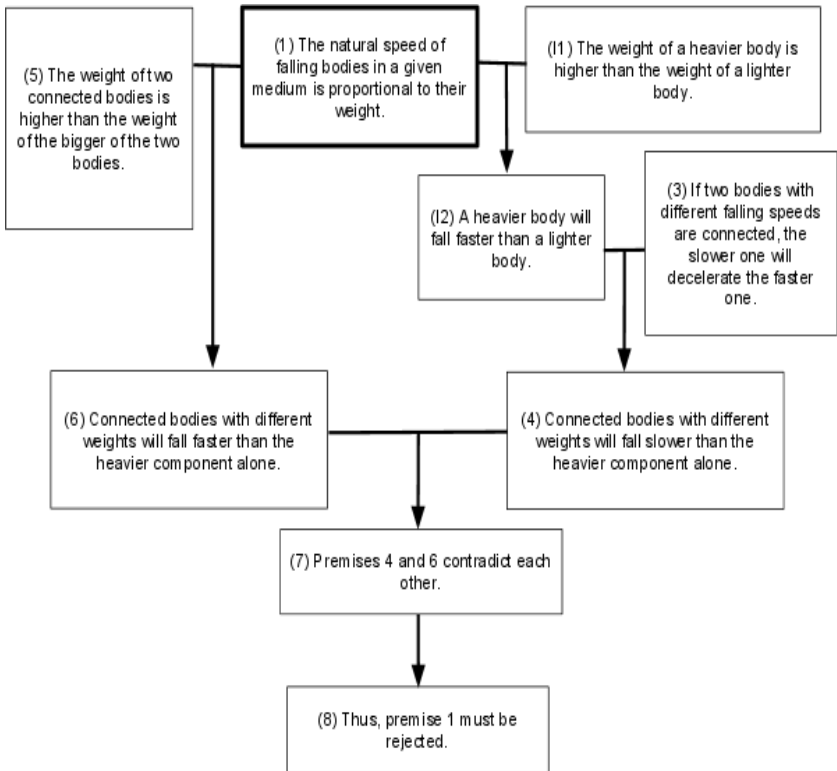 (5) The weight of two
connected bodies is
higher than the weight
of the bigger of the two
bodies.
(1) The natural speed of
falling bodies in a given
medium is proportional to their
weight.
(I1) The weight of a heavier body is
higher than the weight of a lighter
body.
(I2) A heavier body will
fall faster than a lighter
body.
(3) If two bodies with
different falling speeds
are connected, the
slower one will
decelerate the faster
one.
(6) Connected bodies with different
weights will fall faster than the
heavier component alone.
(4) Connected bodies with different
weights will fall slower than the
heavier component alone.
(7) Premises 4 and 6 contradict each
other.
(8) Thus, premise 1 must be
rejected.